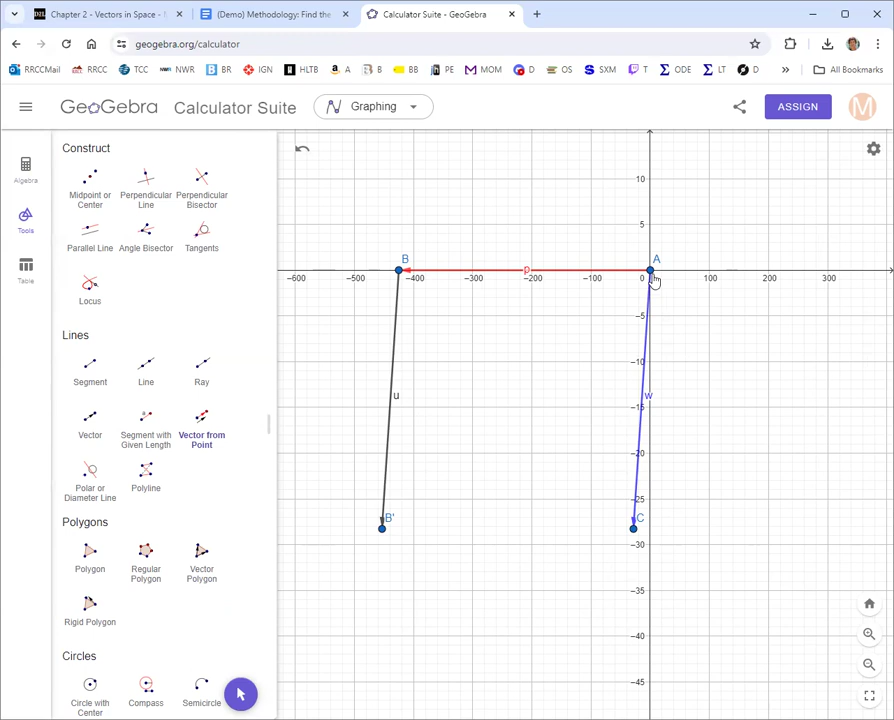 Chapter 2 - Vectors in Space -
(Demo) Methodology: Find the
Calculator Suite - GeoGebra
geogebra.org/calculator
RRCCMail
RRCC
TCC
NWR
BR
IGN
HLTB
A
B
BB
PE
MOM
D
OS
SXM
T
ODE
LT
D
»
All Bookmarks
GeoGebra
Calculator Suite
Graphing
ASSIGN
M
Algebra
Tools
Table
Construct
Midpoint or Center
Perpendicular Line
Perpendicular Bisector
Parallel Line
Angle Bisector
Tangents
Locus
Lines
Segment
Line
Ray
Vector
Segment with Given Length
Vector from Point
Polar or Diameter Line
Polyline
Polygons
Polygon
Regular Polygon
Vector Polygon
Rigid Polygon
Circles
Circle with Center
Compass
Semicircle
10
5
B
A
p
−600
−500
−400
−300
−200
−100
0
100
200
300
−5
−10
u
w
−15
−20
−25
B'
C
−30
−35
−40
−45